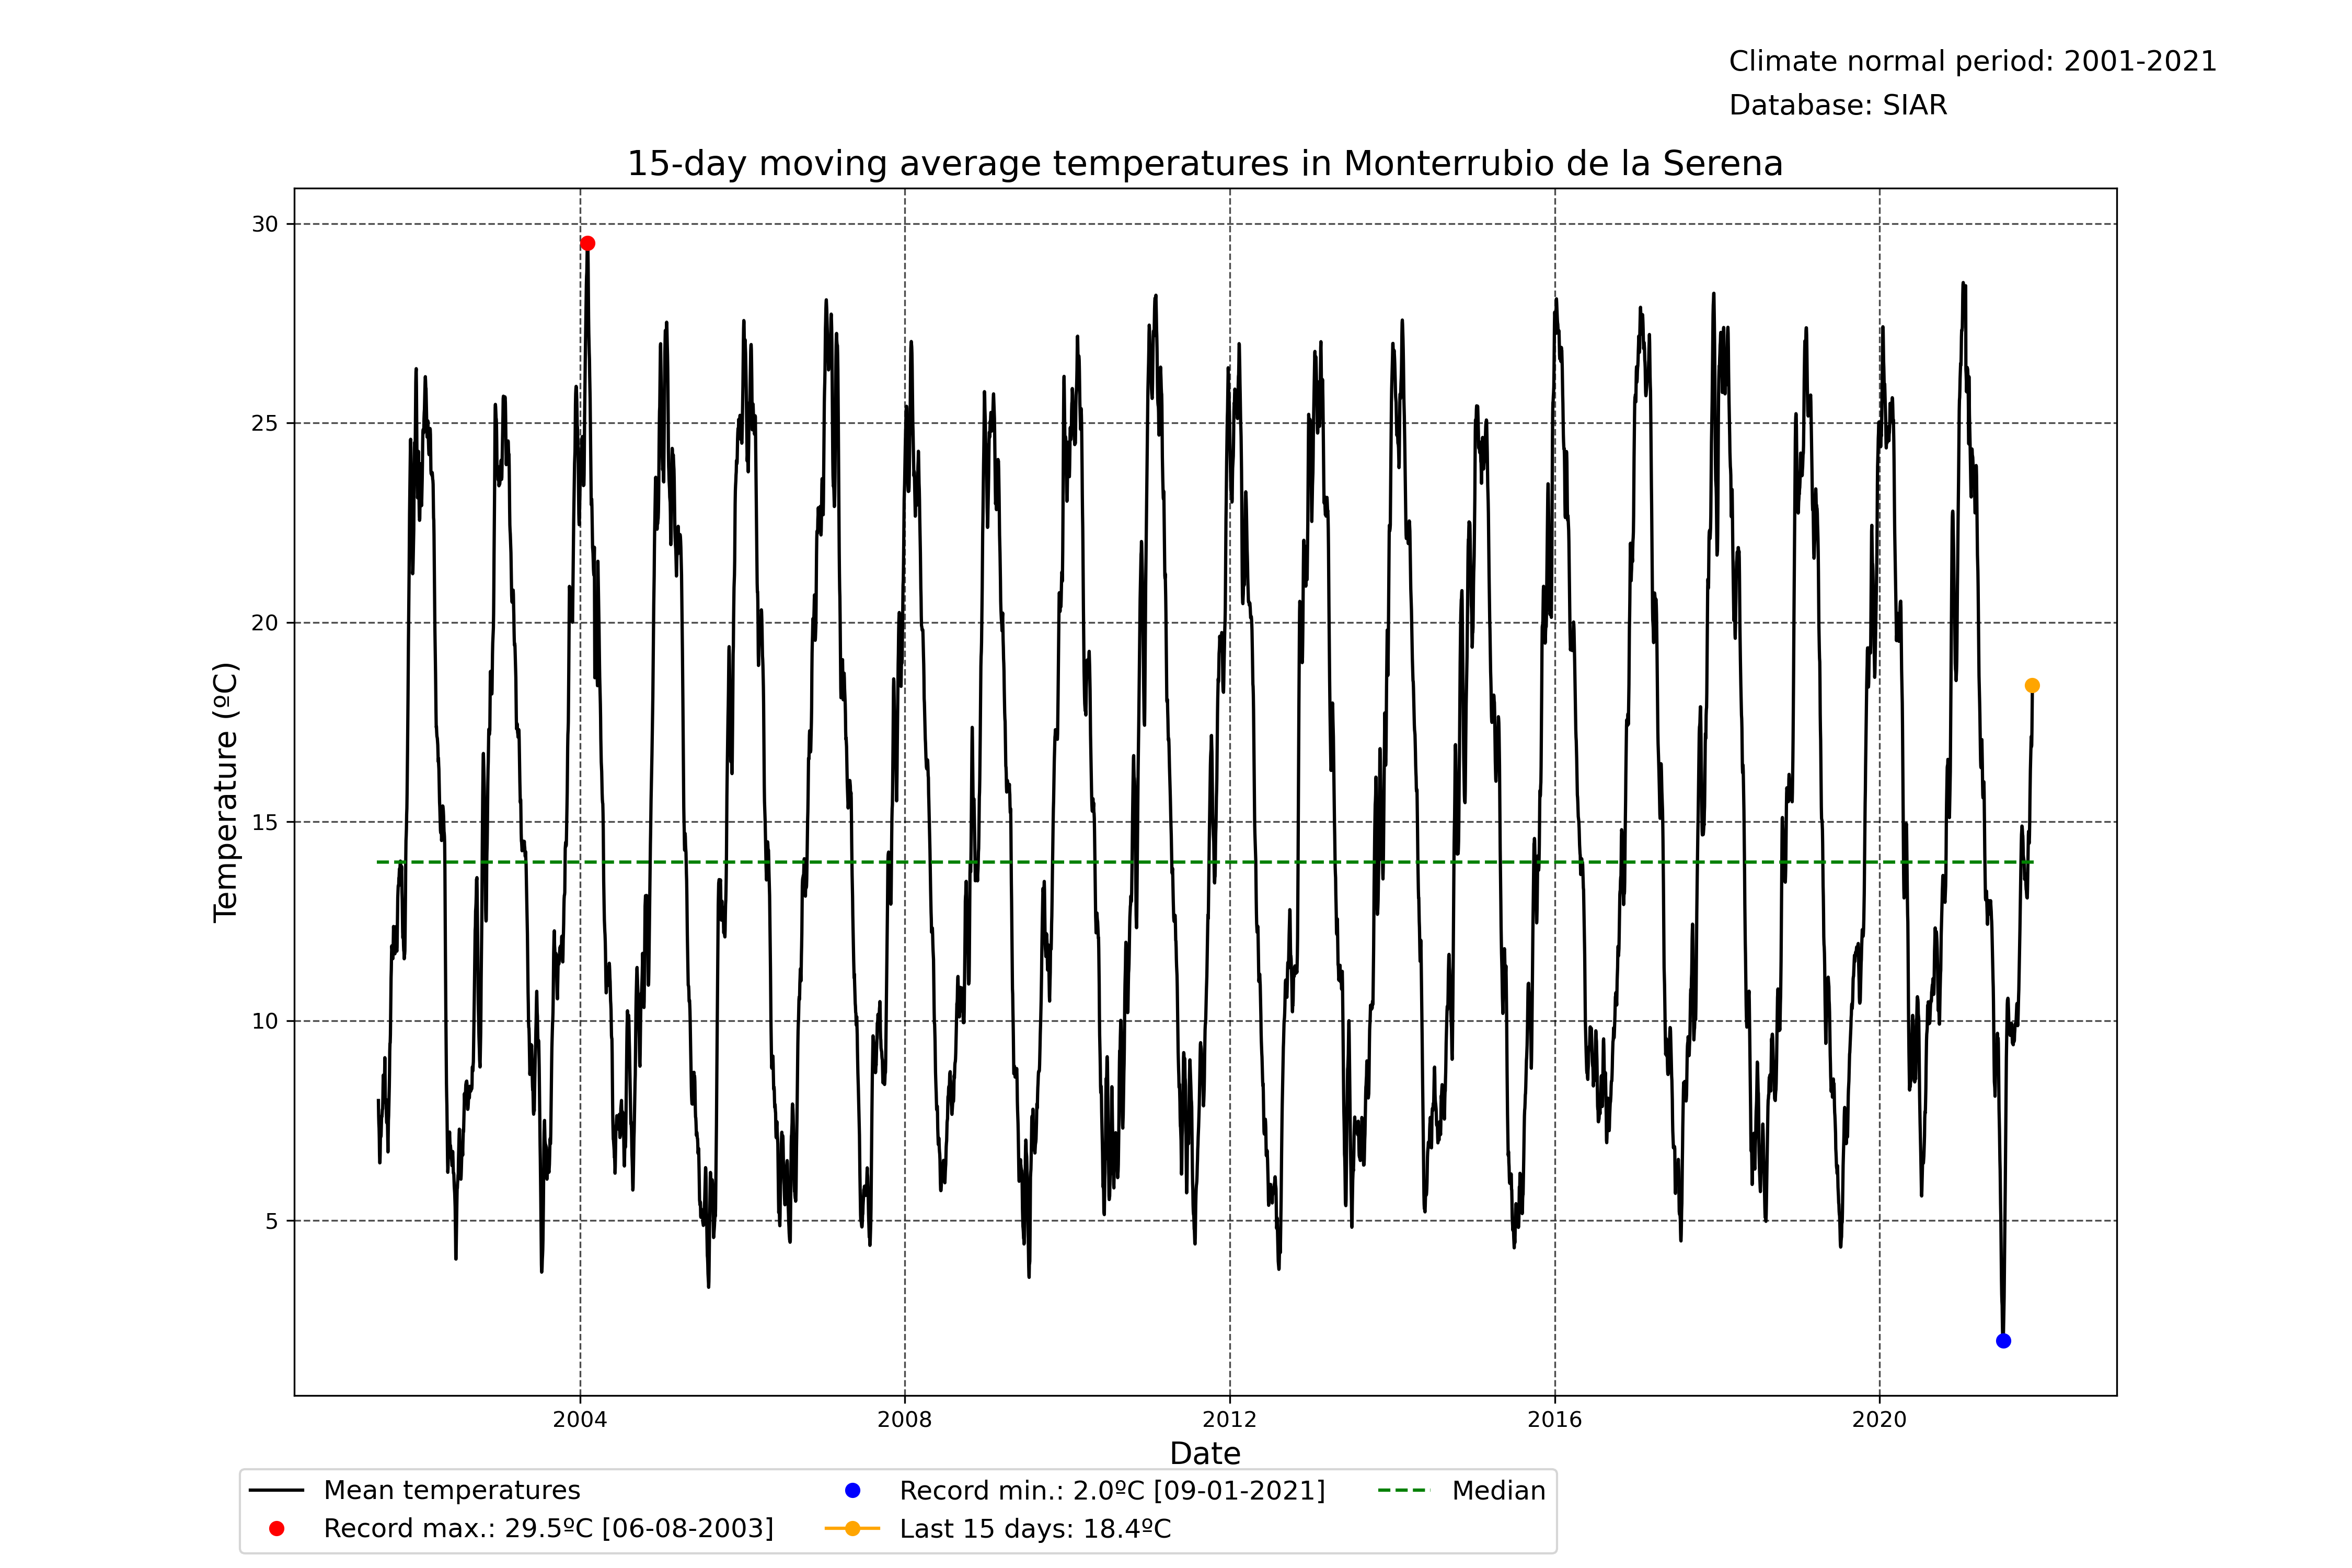 Climate normal period: 2001-2021
Database: SIAR
15-day moving average temperatures in Monterrubio de la Serena
30
25
20
15
10
5
Temperature (ºC)
2004 2008 2012 2016 2020
Date
Mean temperatures
Record max.: 29.5ºC [06-08-2003]
Record min.: 2.0ºC [09-01-2021]
Last 15 days: 18.4ºC
Median